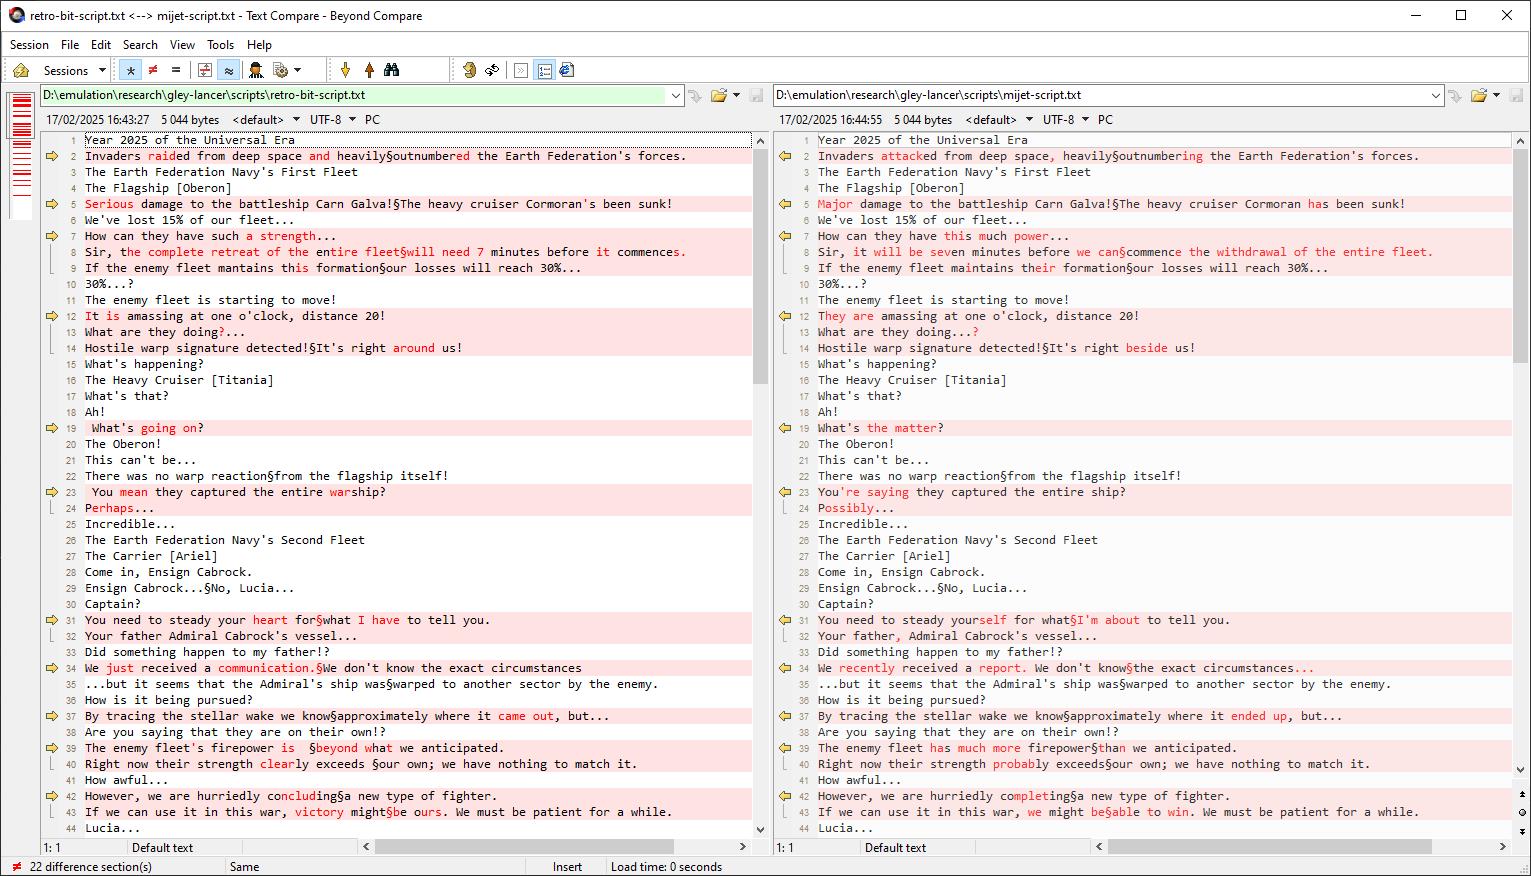 retro-bit-script.txt <--> mijet-script.txt - Text Compare - Beyond Compare
Session File Edit Search View Tools Help
Sessions
D:\emulation\research\gley-lancer\scripts\retro-bit-script.txt
17/02/2025 16:43:27 5 044 bytes <default> UTF-8 PC
1 Year 2025 of the Universal Era
2 Invaders raided from deep space and heavily§outnumbered the Earth Federation's forces.
3 The Earth Federation Navy's First Fleet
4 The Flagship [Oberon]
5 Serious damage to the battleship Carn Galva!§The heavy cruiser Cormoran's been sunk!
6 We've lost 15% of our fleet...
7 How can they have such a strength...
8 Sir, the complete retreat of the entire fleet§will need 7 minutes before it commences.
9 If the enemy fleet mantains this formation§our losses will reach 30%...
10 30%...?
11 The enemy fleet is starting to move!
12 It is amassing at one o'clock, distance 20!
13 What are they doing?...
14 Hostile warp signature detected!§It's right around us!
15 What's happening?
16 The Heavy Cruiser [Titania]
17 What's that?
18 Ah!
19 What's going on?
20 The Oberon!
21 This can't be...
22 There was no warp reaction§from the flagship itself!
23 You mean they captured the entire warship?
24 Perhaps...
25 Incredible...
26 The Earth Federation Navy's Second Fleet
27 The Carrier [Ariel]
28 Come in, Ensign Cabrock.
29 Ensign Cabrock...§No, Lucia...
30 Captain?
31 You need to steady your heart for§what I have to tell you.
32 Your father Admiral Cabrock's vessel...
33 Did something happen to my father!?
34 We just received a communication.§We don't know the exact circumstances
35 ...but it seems that the Admiral's ship was§warped to another sector by the enemy.
36 How is it being pursued?
37 By tracing the stellar wake we know§approximately where it came out, but...
38 Are you saying that they are on their own!?
39 The enemy fleet's firepower is §beyond what we anticipated.
40 Right now their strength clearly exceeds §our own; we have nothing to match it.
41 How awful...
42 However, we are hurriedly concluding§a new type of fighter.
43 If we can use it in this war, victory might§be ours. We must be patient for a while.
44 Lucia...
1: 1 Default text
D:\emulation\research\gley-lancer\scripts\mijet-script.txt
17/02/2025 16:44:55 5 044 bytes <default> UTF-8 PC
1 Year 2025 of the Universal Era
2 Invaders attacked from deep space, heavily§outnumbering the Earth Federation's forces.
3 The Earth Federation Navy's First Fleet
4 The Flagship [Oberon]
5 Major damage to the battleship Carn Galva!§The heavy cruiser Cormoran has been sunk!
6 We've lost 15% of our fleet...
7 How can they have this much power...
8 Sir, it will be seven minutes before we can§commence the withdrawal of the entire fleet.
9 If the enemy fleet maintains their formation§our losses will reach 30%...
10 30%...?
11 The enemy fleet is starting to move!
12 They are amassing at one o'clock, distance 20!
13 What are they doing...?
14 Hostile warp signature detected!§It's right beside us!
15 What's happening?
16 The Heavy Cruiser [Titania]
17 What's that?
18 Ah!
19 What's the matter?
20 The Oberon!
21 This can't be...
22 There was no warp reaction§from the flagship itself!
23 You're saying they captured the entire ship?
24 Possibly...
25 Incredible...
26 The Earth Federation Navy's Second Fleet
27 The Carrier [Ariel]
28 Come in, Ensign Cabrock.
29 Ensign Cabrock...§No, Lucia...
30 Captain?
31 You need to steady yourself for what§I'm about to tell you.
32 Your father, Admiral Cabrock's vessel...
33 Did something happen to my father!?
34 We recently received a report. We don't know§the exact circumstances...
35 ...but it seems that the Admiral's ship was§warped to another sector by the enemy.
36 How is it being pursued?
37 By tracing the stellar wake we know§approximately where it ended up, but...
38 Are you saying that they are on their own!?
39 The enemy fleet has much more firepower§than we anticipated.
40 Right now their strength probably exceeds§our own; we have nothing to match it.
41 How awful...
42 However, we are hurriedly completing§a new type of fighter.
43 If we can use it in this war, we might be§able to win. We must be patient for a while.
44 Lucia...
1: 1 Default text
22 difference section(s) Same Insert Load time: 0 seconds